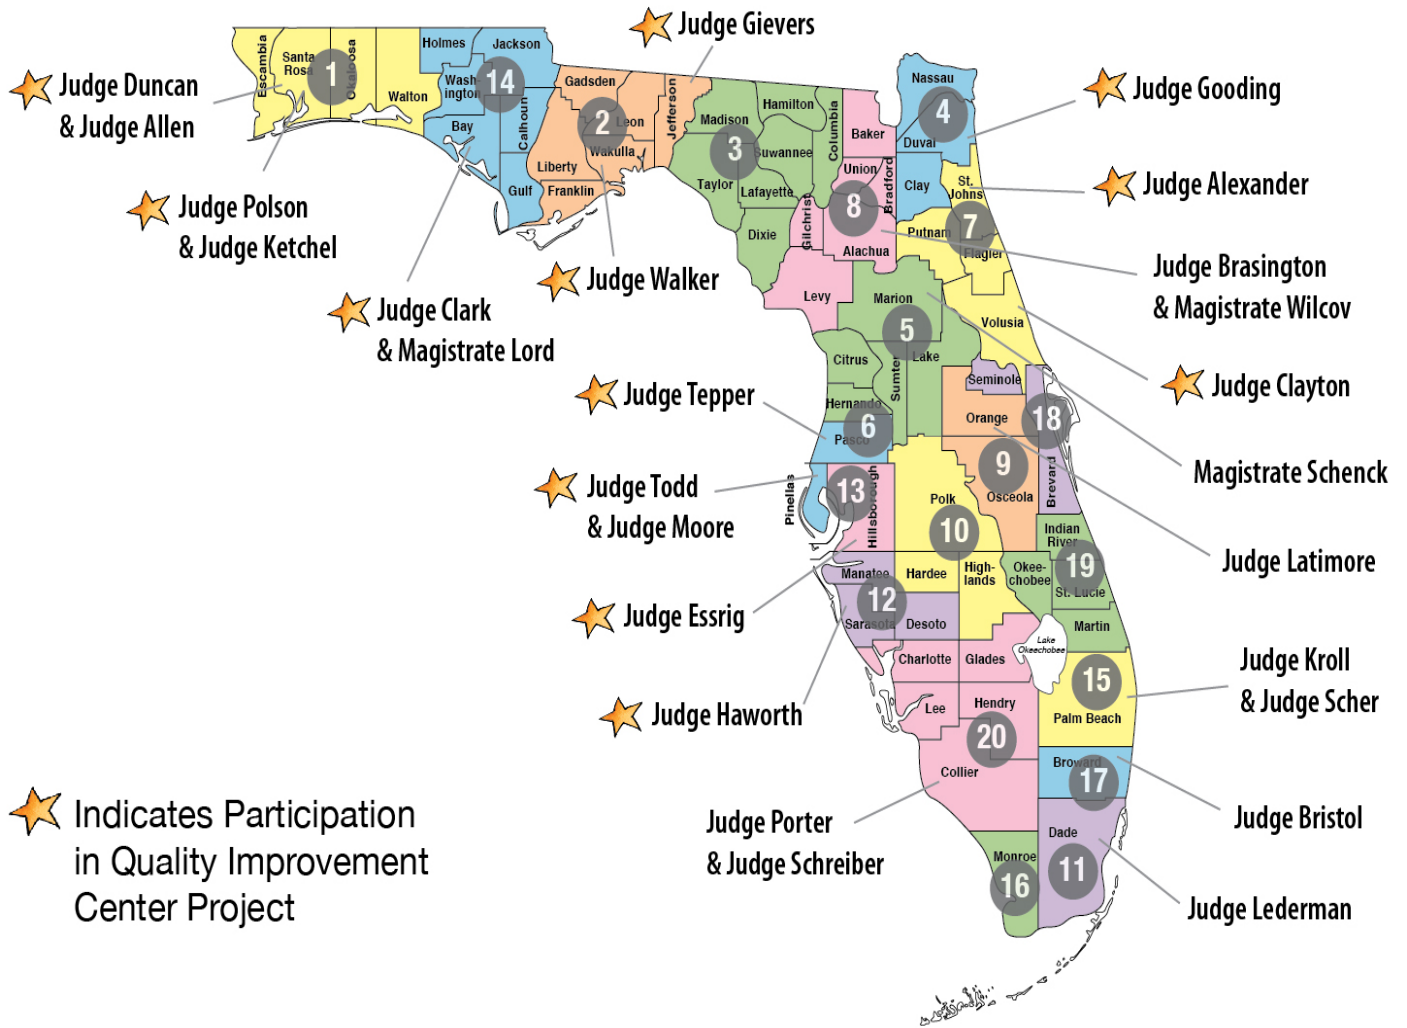 Judge Gievers
Judge Duncan
& Judge Allen
Judge Polson
& Judge Ketchel
Judge Clark
& Magistrate Lord
Judge Walker
Judge Gooding
Judge Alexander
Judge Brasington
& Magistrate Wilcov
Judge Clayton
Magistrate Schenck
Judge Latimore
Judge Tepper
Judge Todd
& Judge Moore
Judge Essrig
Judge Haworth
Judge Kroll
& Judge Scher
Judge Porter
& Judge Schreiber
Judge Bristol
Judge Lederman
Indicates Participation
in Quality Improvement
Center Project
Escambia
Santa
Rosa
1
Okaloosa
Walton
Holmes
Jackson
Wash-
ington
14
Bay
Calhoun
Gulf
Gadsden
2
Leon
Wakulla
Liberty
Franklin
Jefferson
Madison
Hamilton
3
Suwannee
Columbia
Taylor
Lafayette
Dixie
Baker
Union
Bradford
8
Gilchrist
Alachua
Levy
Nassau
4
Duval
Clay
St.
Johns
Putnam
7
Flagler
Volusia
Marion
5
Citrus
Sumter
Lake
Hernando
6
Pasco
Pinellas
13
Hillsborough
Seminole
Orange
18
9
Osceola
Brevard
Polk
10
Hardee
High-
lands
Manatee
12
Sarasota
Desoto
Indian
River
Okee-
chobee
19
St. Lucie
Martin
Lake
Okeechobee
Charlotte
Glades
Lee
Hendry
20
Collier
15
Palm Beach
Broward
17
Dade
11
Monroe
16